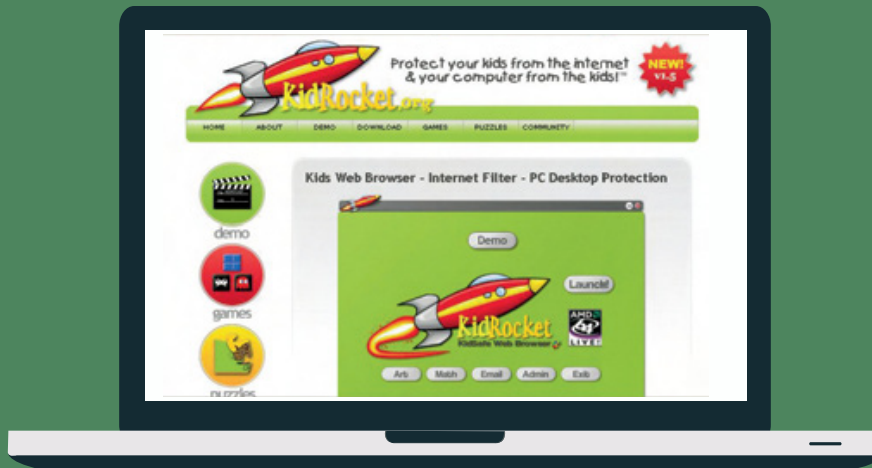 Protect your kids from the internet
& your computer from the kids!™
NEW!
v1.5
KidRocket.org
HOME ABOUT DEMO DOWNLOAD GAMES PUZZLES COMMUNITY
Kids Web Browser - Internet Filter - PC Desktop Protection
demo
games
puzzles
Demo
Launch!
KidRocket
KidSafe Web Browser
AMD
64
LIVE!
Art Math Email Admin Exit